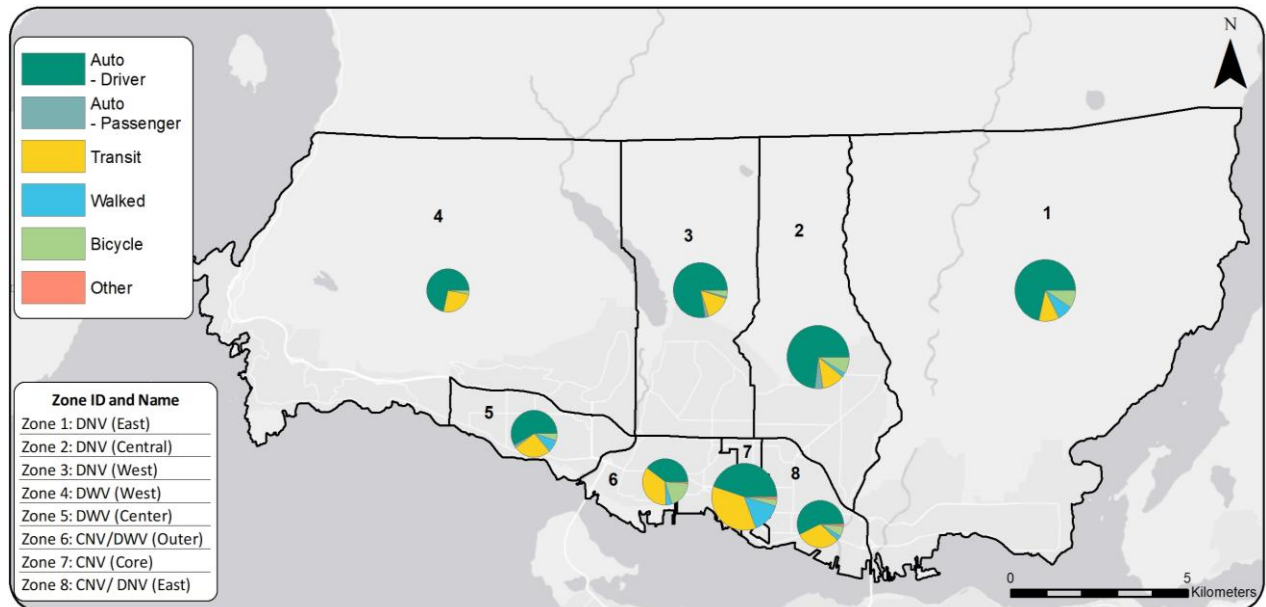 Auto
- Driver
Auto
- Passenger
Transit
Walked
Bicycle
Other
N
4
3
2
1
5
6
7
8
Zone ID and Name
Zone 1: DNV (East)
Zone 2: DNV (Central)
Zone 3: DNV (West)
Zone 4: DWV (West)
Zone 5: DWV (Center)
Zone 6: CNV/DWV (Outer)
Zone 7: CNV (Core)
Zone 8: CNV/ DNV (East)
0 5
Kilometers